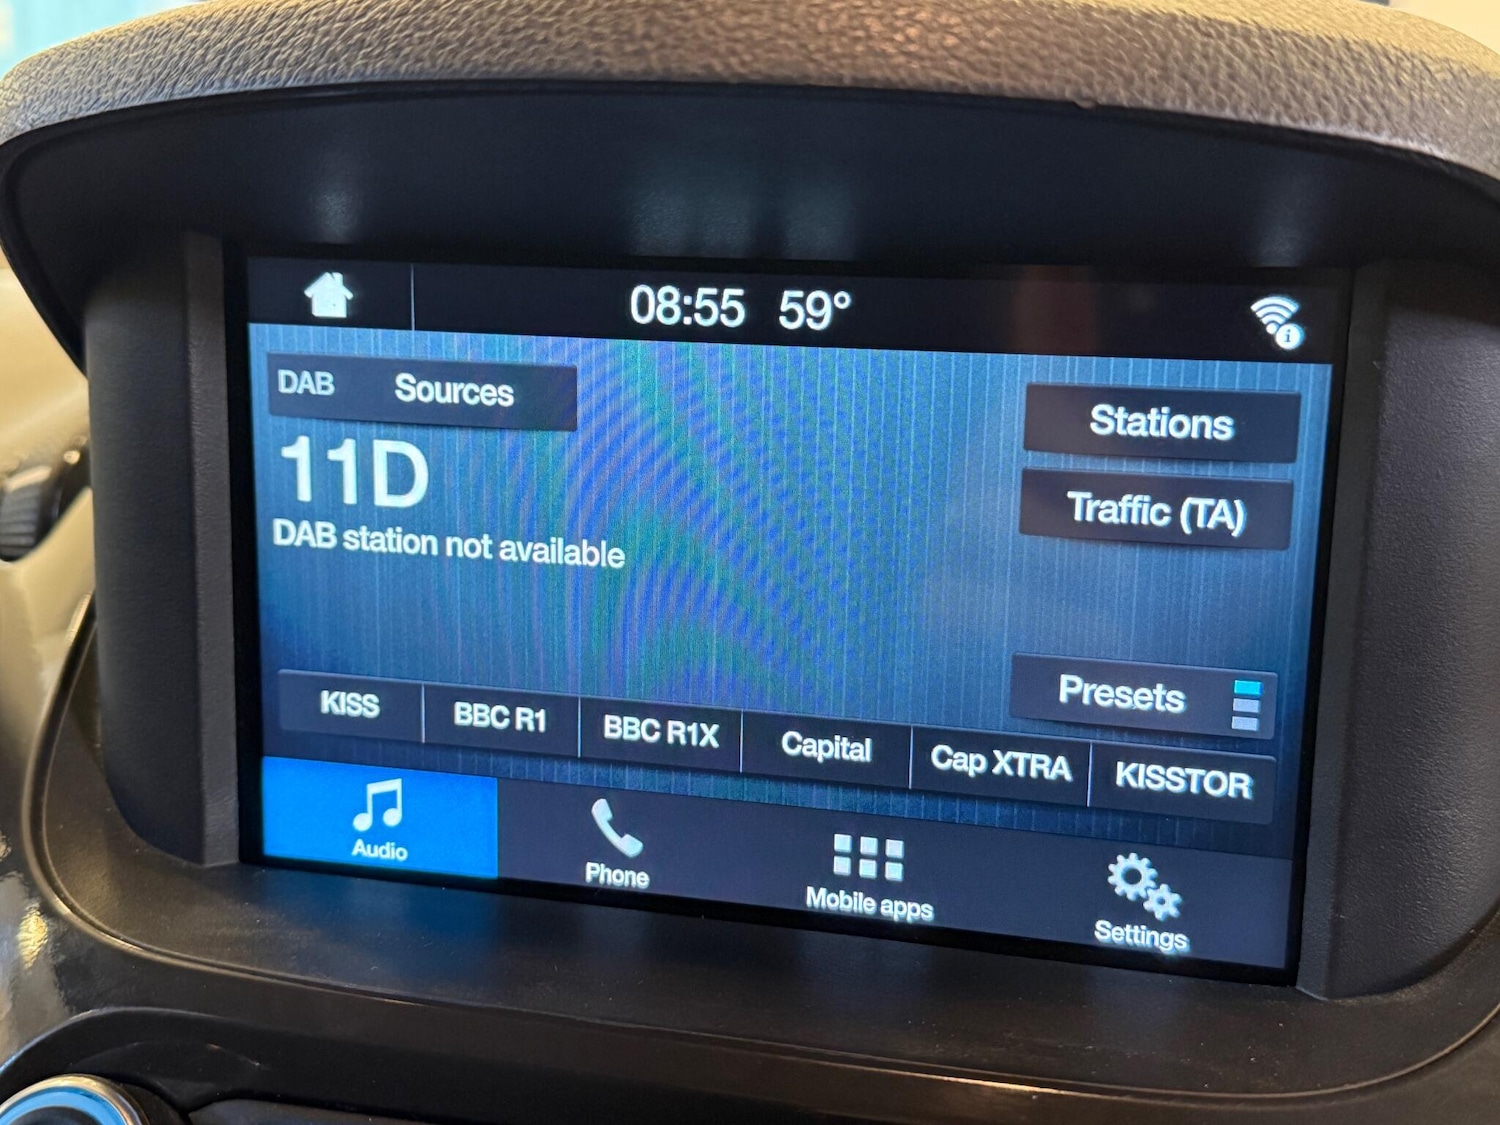 08:55 59°
DAB Sources
Stations
11D
Traffic (TA)
DAB station not available
Presets
KISS BBC R1 BBC R1X Capital Cap XTRA KISSTOR
Audio Phone Mobile apps Settings